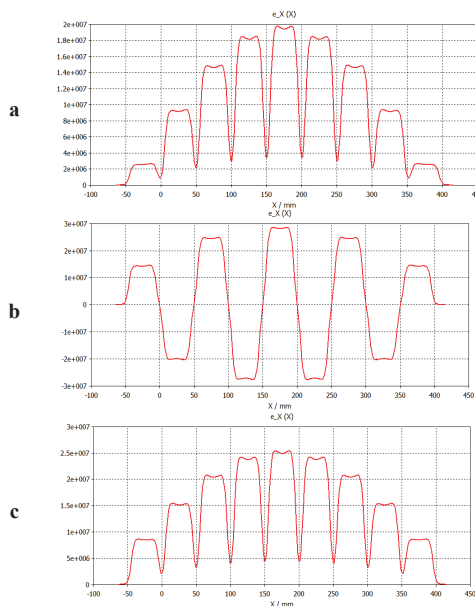 e_X (X)
2e+007
1.8e+007
1.6e+007
1.4e+007
1.2e+007
1e+007
8e+006
6e+006
4e+006
2e+006
0
-100 -50 0 50 100 150 200 250 300 350 400 450
X / mm
a
e_X (X)
3e+007
2e+007
1e+007
0
-1e+007
-2e+007
-3e+007
-100 -50 0 50 100 150 200 250 300 350 400 450
X / mm
b
e_X (X)
3e+007
2.5e+007
2e+007
1.5e+007
1e+007
5e+006
0
-100 -50 0 50 100 150 200 250 300 350 400 450
X / mm
c